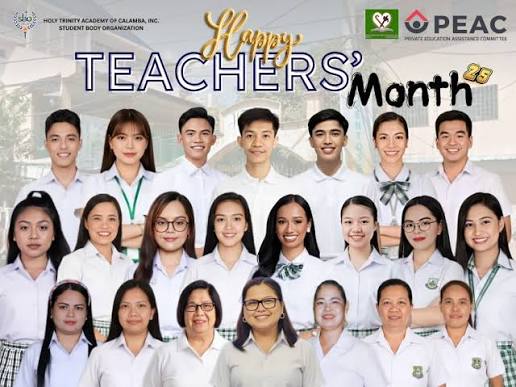 HOLY TRINITY ACADEMY OF CALAMBA, INC.
STUDENT BODY ORGANIZATION
PEAC
PRIVATE EDUCATION ASSISTANCE COMMITTEE
Happy
TEACHERS'
Month
25